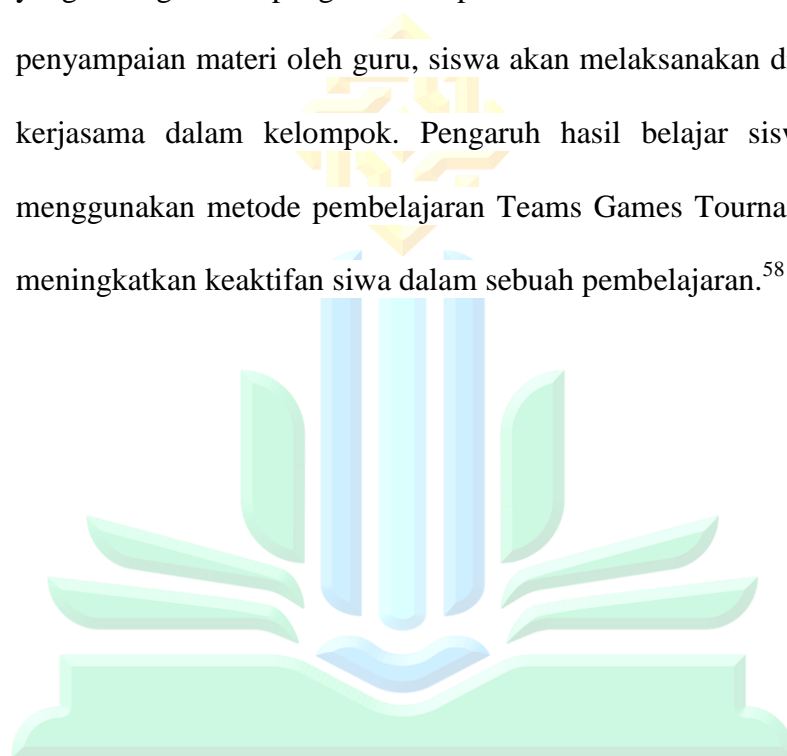 penyampaian materi oleh guru, siswa akan melaksanakan
kerjasama dalam kelompok. Pengaruh hasil belajar
menggunakan metode pembelajaran Teams Games
meningkatkan keaktifan siwa dalam sebuah pembelajaran.58